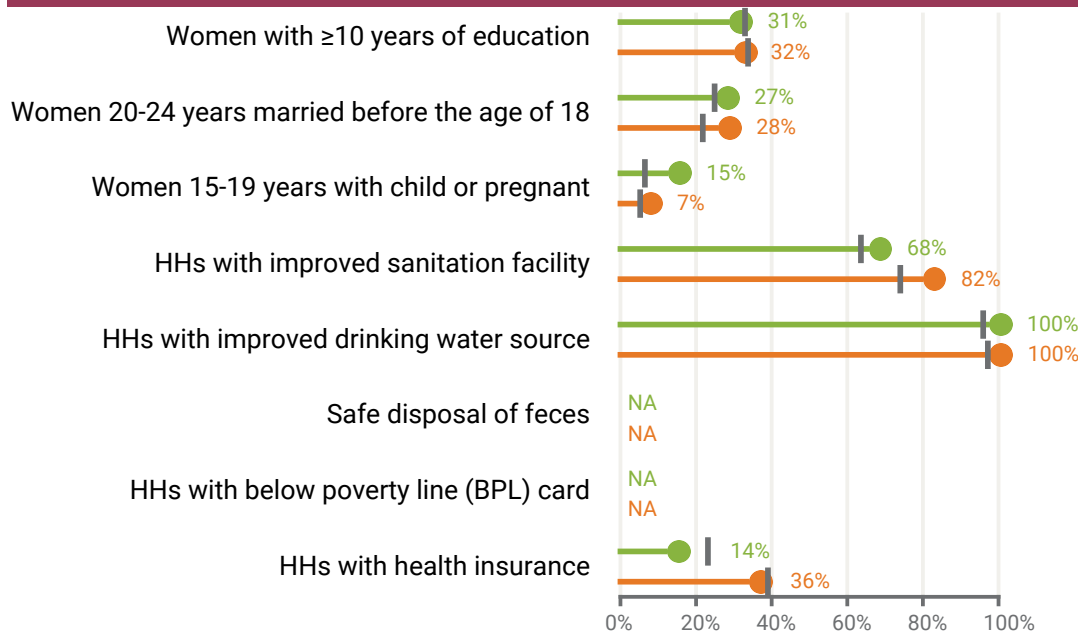 Women with ≥10 years of education
31%
32%
Women 20-24 years married before the age of 18
27%
28%
Women 15-19 years with child or pregnant
15%
7%
HHs with improved sanitation facility
68%
82%
HHs with improved drinking water source
100%
100%
Safe disposal of feces
NA
NA
HHs with below poverty line (BPL) card
NA
NA
HHs with health insurance
14%
36%
0% 20% 40% 60% 80% 100%